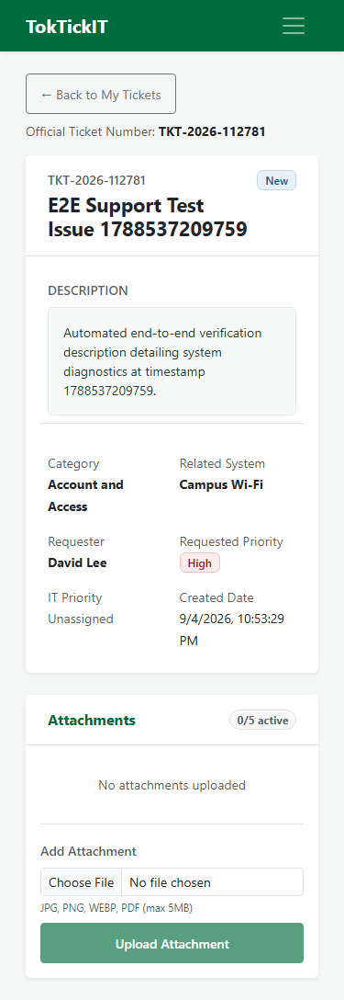 TokTickIT
← Back to My Tickets
Official Ticket Number: TKT-2026-112781
TKT-2026-112781
New
E2E Support Test
Issue 1788537209759
DESCRIPTION
Automated end-to-end verification
description detailing system
diagnostics at timestamp
1788537209759.
Category
Account and
Access
Related System
Campus Wi-Fi
Requester
David Lee
Requested Priority
High
IT Priority
Unassigned
Created Date
9/4/2026, 10:53:29
PM
Attachments
0/5 active
No attachments uploaded
Add Attachment
Choose File
No file chosen
JPG, PNG, WEBP, PDF (max 5MB)
Upload Attachment